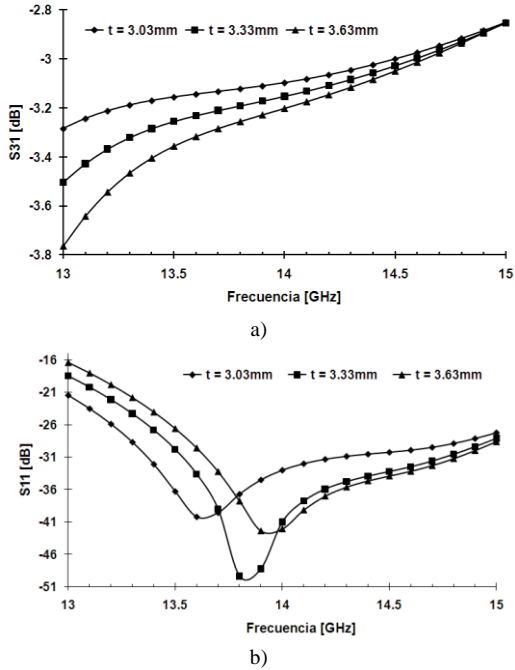 -2.81
t = 3.03mm t = 3.33mm t = 3.63mm
-3
-3.2
-3.4
-3.6
-3.8
S31 [dB]
13 13.5 14 14.5 15
Frecuencia [GHz]
a)
-16
t = 3.03mm t = 3.33mm t = 3.63mm
-21
-26
-31
-36
-41
-46
-51
S11 [dB]
13 13.5 14 14.5 15
Frecuencia [GHz]
b)